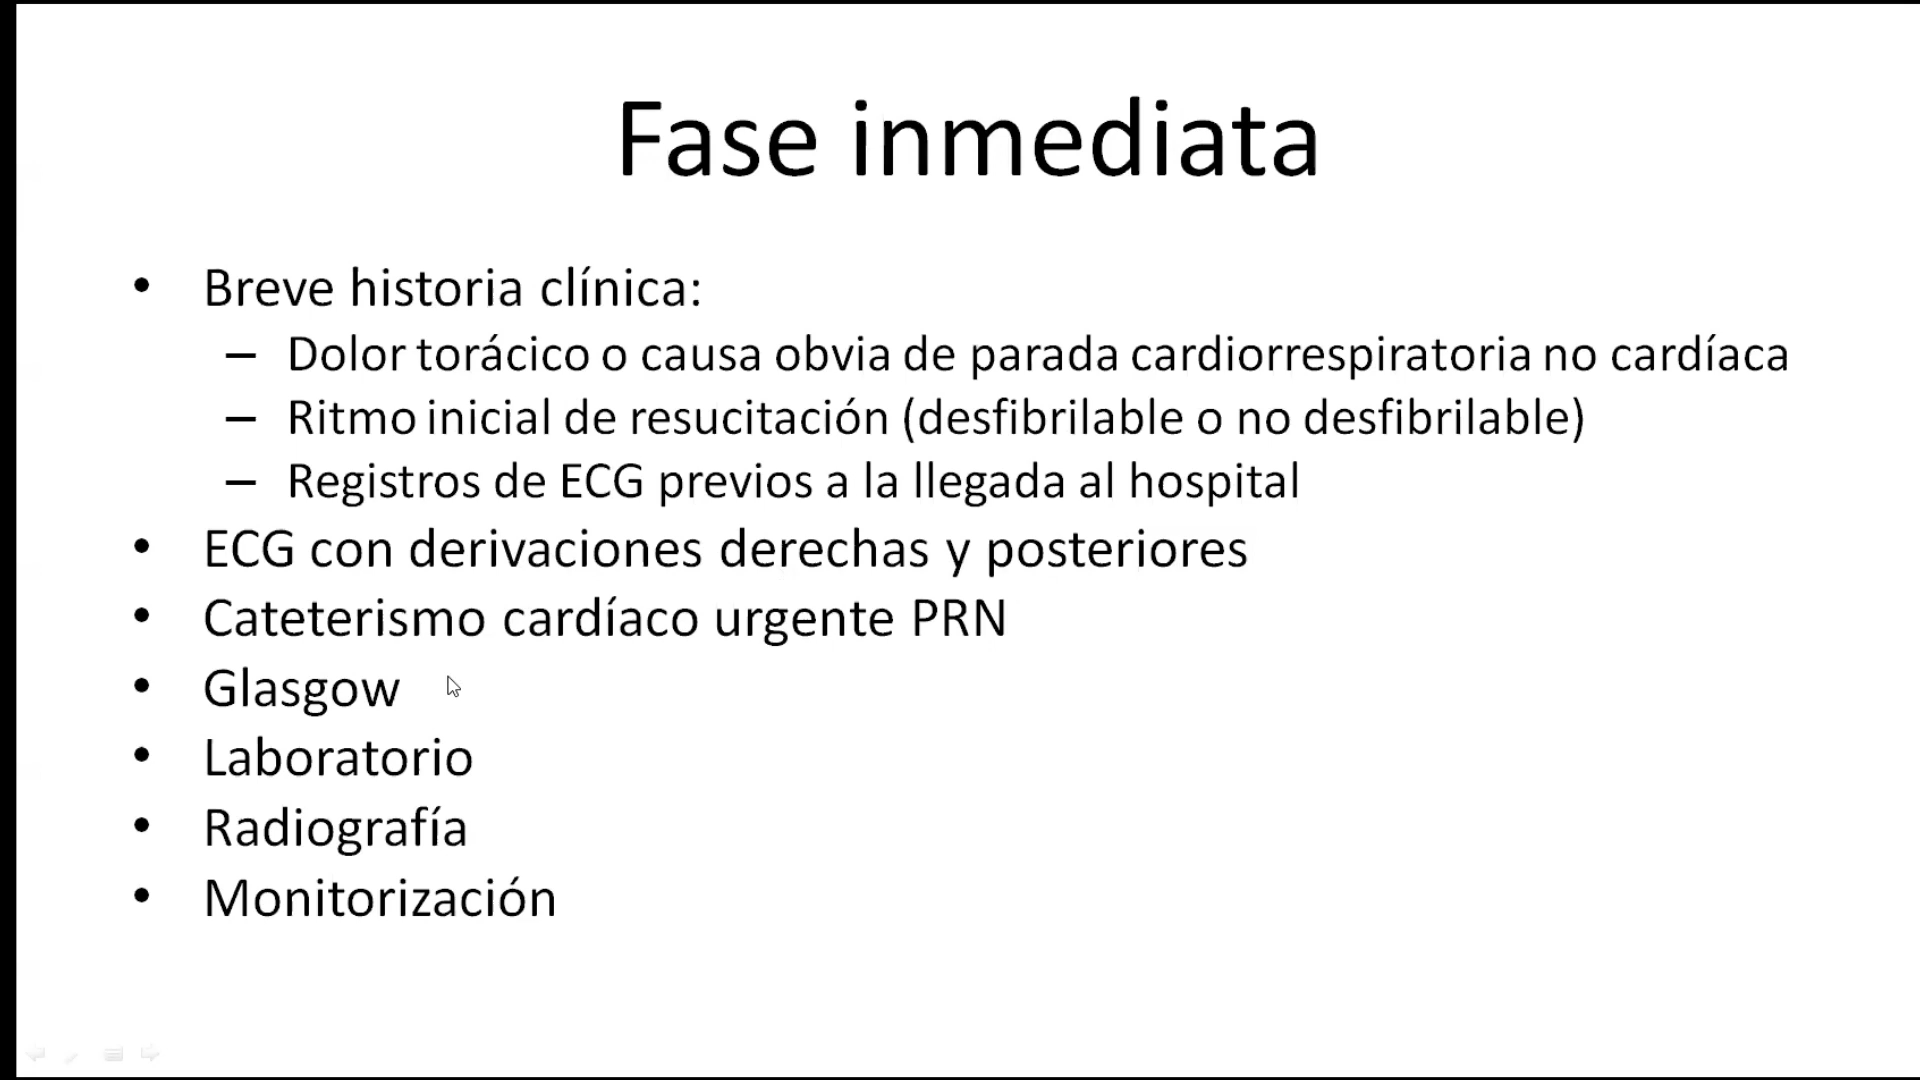 Fase inmediata
• Breve historia clínica:
– Dolor torácico o causa obvia de parada cardiorrespiratoria no cardíaca
– Ritmo inicial de resucitación (desfibrilable o no desfibrilable)
– Registros de ECG previos a la llegada al hospital
• ECG con derivaciones derechas y posteriores
• Cateterismo cardíaco urgente PRN
• Glasgow
• Laboratorio
• Radiografía
• Monitorización